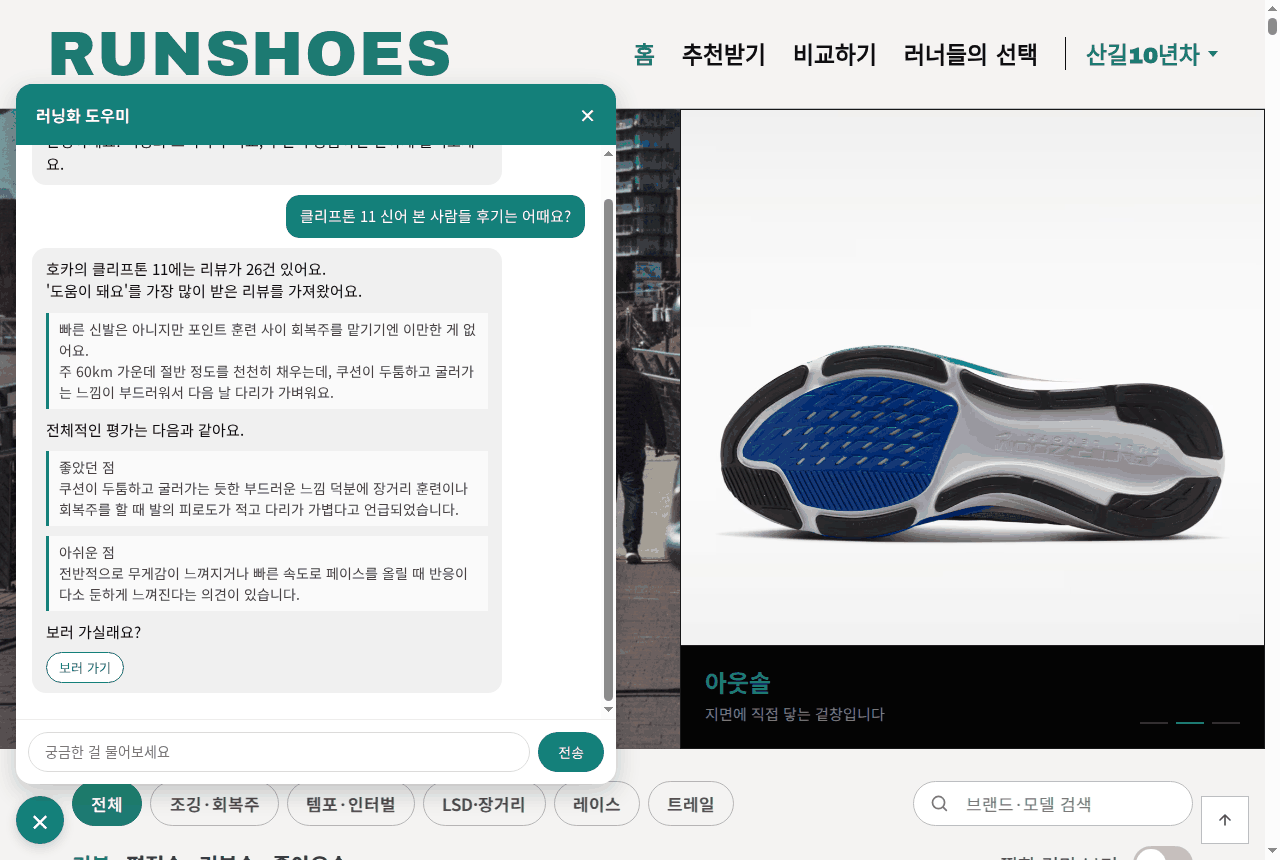 RUNSHOES
홈 추천받기 비교하기 러너들의 선택 산길10년차
러닝화 도우미
요.
클리프톤 11 신어 본 사람들 후기는 어때요?
호카의 클리프톤 11에는 리뷰가 26건 있어요.
'도움이 돼요'를 가장 많이 받은 리뷰를 가져왔어요.
빠른 신발은 아니지만 포인트 훈련 사이 회복주를 맡기기엔 이만한 게 없
어요.
주 60km 가운데 절반 정도를 천천히 채우는데, 쿠션이 두툼하고 굴러가
는 느낌이 부드러워서 다음 날 다리가 가벼워요.
전체적인 평가는 다음과 같아요.
좋았던 점
쿠션이 두툼하고 굴러가는 듯한 부드러운 느낌 덕분에 장거리 훈련이나
회복주를 할 때 발의 피로도가 적고 다리가 가볍다고 언급되었습니다.
아쉬운 점
전반적으로 무게감이 느껴지거나 빠른 속도로 페이스를 올릴 때 반응이
다소 둔하게 느껴진다는 의견이 있습니다.
보러 가실래요?
보러 가기
궁금한 걸 물어보세요
전송
아웃솔
지면에 직접 닿는 겉창입니다
전체 조깅·회복주 템포·인터벌 LSD·장거리 레이스 트레일
브랜드·모델 검색